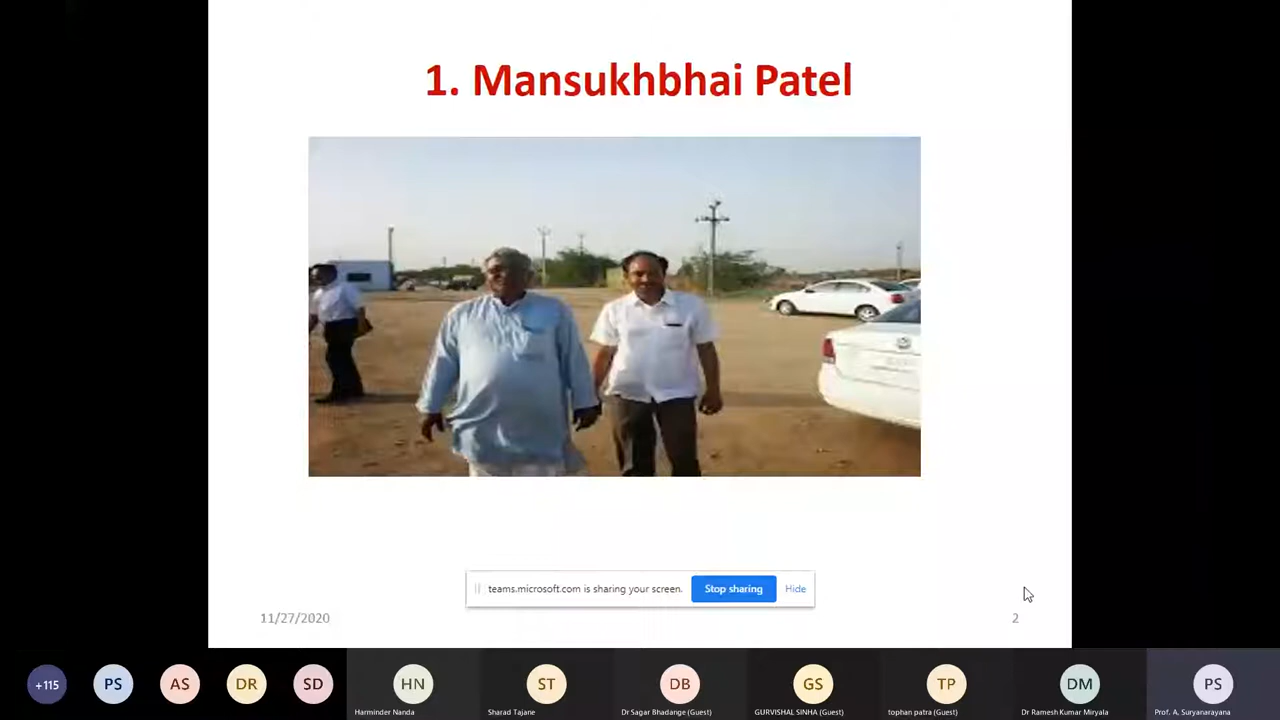 1. Mansukhbhai Patel
teams.microsoft.com is sharing your screen.
Stop sharing
Hide
11/27/2020
2
+115
PS
AS
DR
SD
HN
ST
DB
GS
TP
DM
PS
Harminder Nanda
Sharad Tajane
Dr Sagar Bhadange (Guest)
GURVISHAL SINHA (Guest)
tophan patra (Guest)
Dr Ramesh Kumar Miryala
Prof. A. Suryanarayana